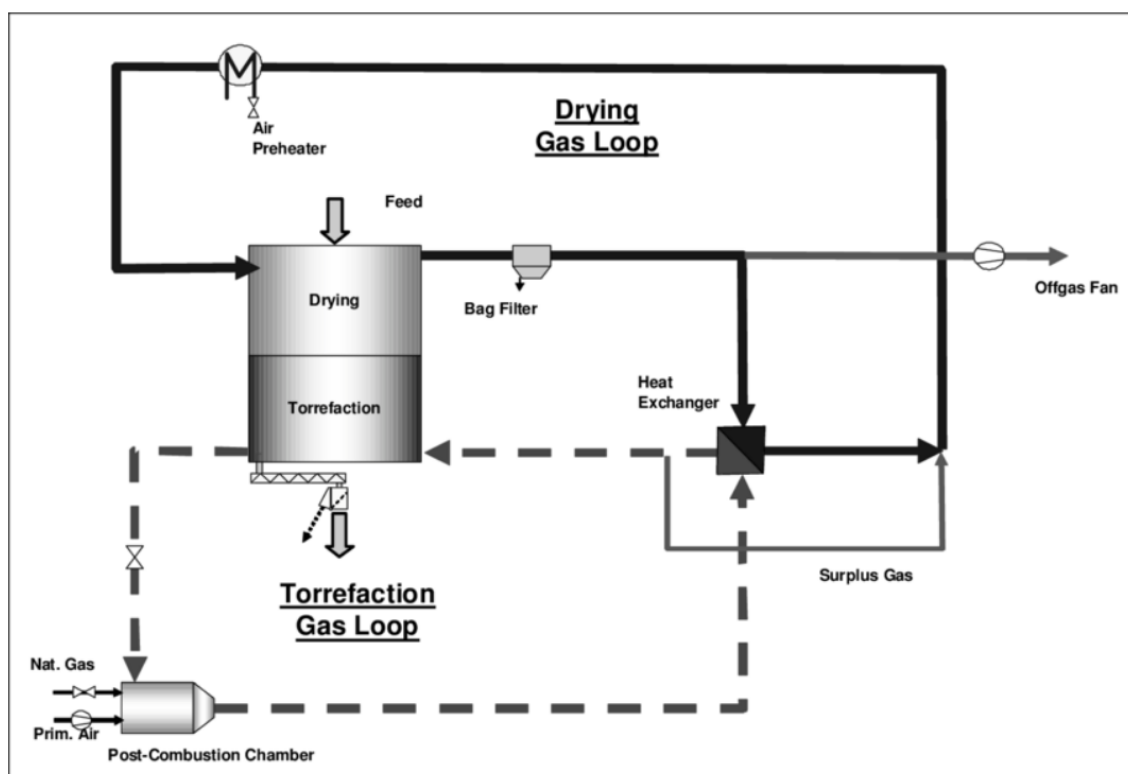 Drying
Gas Loop
Air
Preheater
Feed
Drying
Bag Filter
Offgas Fan
Heat
Exchanger
Torrefaction
Surplus Gas
Torrefaction
Gas Loop
Nat. Gas
Prim. Air
Post-Combustion Chamber